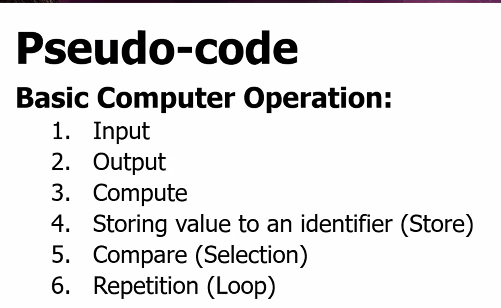 Pseudo-code
Basic Computer Operation:
1. Input
2. Output
3. Compute
4. Storing value to an identifier (Store)
5. Compare (Selection)
6. Repetition (Loop)